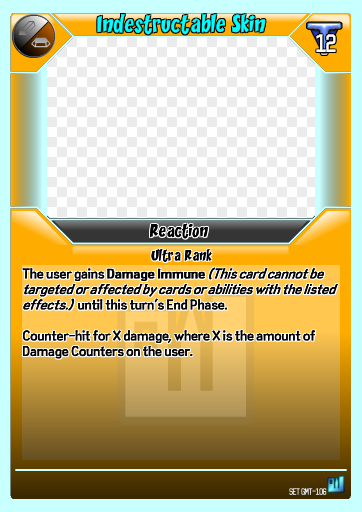 Indestructable Skin
12
Reaction
Ultra Rank
The user gains Damage Immune (This card cannot be
targeted or affected by cards or abilities with the listed
effects.) until this turn's End Phase.
Counter-hit for X damage, where X is the amount of
Damage Counters on the user.
SET GMT-106